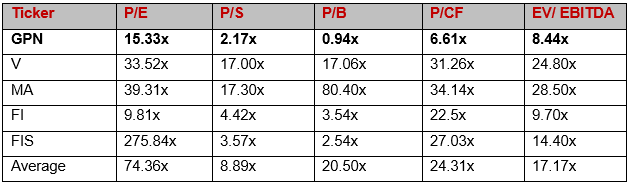 Ticker P/E P/S P/B P/CF EV/ EBITDA
GPN 15.33x 2.17x 0.94x 6.61x 8.44x
V 33.52x 17.00x 17.06x 31.26x 24.80x
MA 39.31x 17.30x 80.40x 34.14x 28.50x
FI 9.81x 4.42x 3.54x 22.5x 9.70x
FIS 275.84x 3.57x 2.54x 27.03x 14.40x
Average 74.36x 8.89x 20.50x 24.31x 17.17x